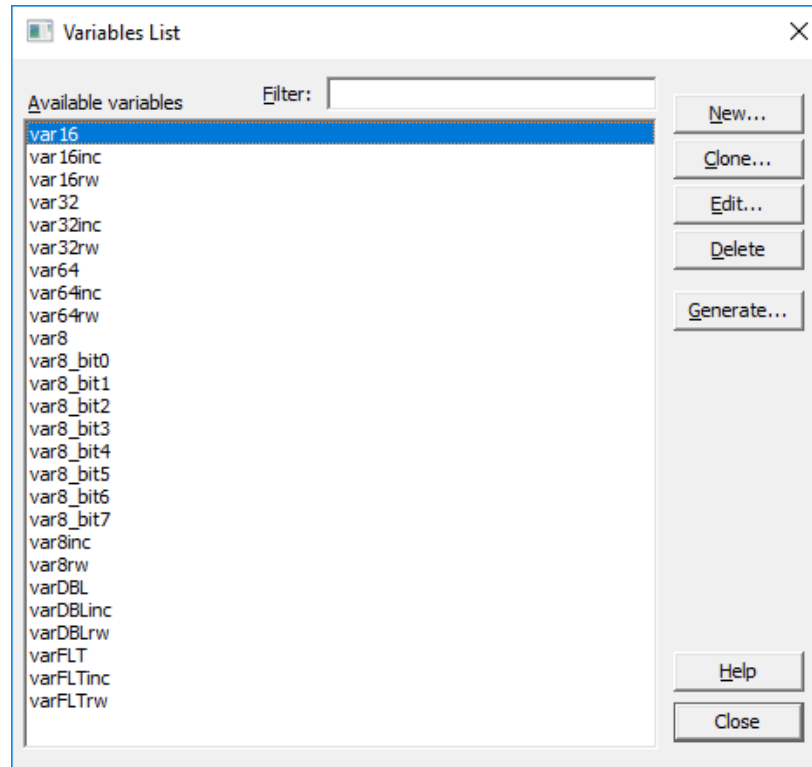 Variables List
Available variables
Filter:
var16
var16inc
var16rw
var32
var32inc
var32rw
var64
var64inc
var64rw
var8
var8_bit0
var8_bit1
var8_bit2
var8_bit3
var8_bit4
var8_bit5
var8_bit6
var8_bit7
var8inc
var8rw
varDBL
varDBLinc
varDBLrw
varFLT
varFLTinc
varFLTrw
New...
Clone...
Edit...
Delete
Generate...
Help
Close